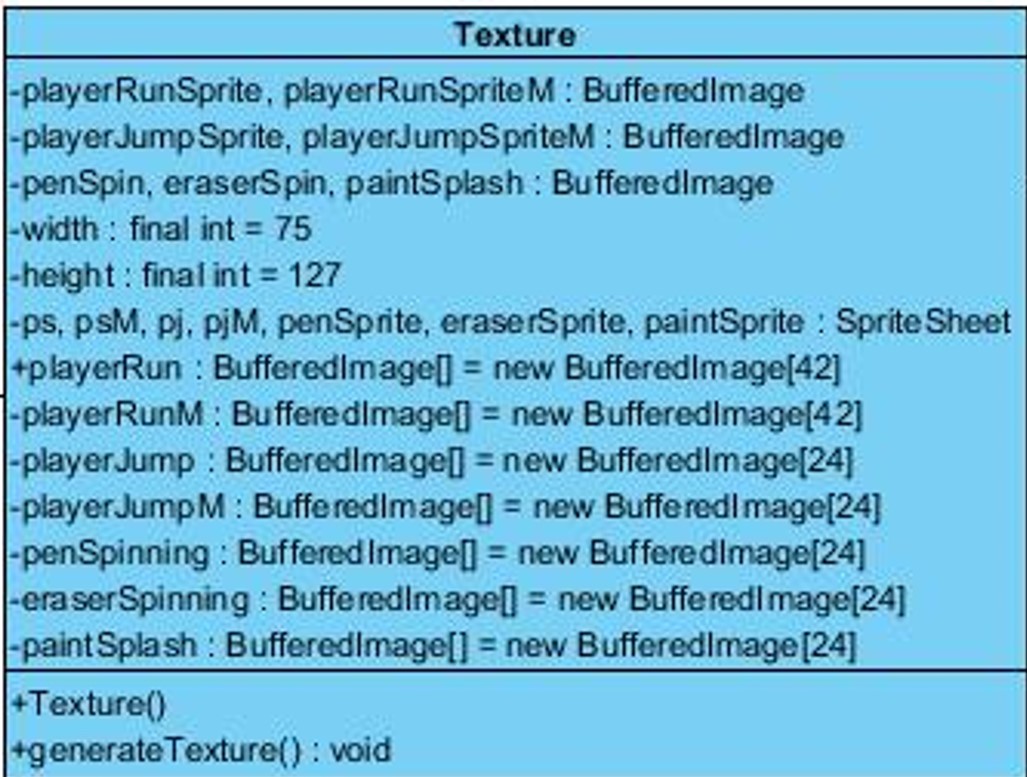 Texture
-playerRunSprite, playerRunSpriteM : BufferedImage
-playerJumpSprite, playerJumpSpriteM : BufferedImage
-penSpin, eraserSpin, paintSplash : BufferedImage
-width : final int = 75
-height : final int = 127
-ps, psM, pj, pjM, penSprite, eraserSprite, paintSprite : SpriteSheet
+playerRun : BufferedImage[] = new BufferedImage[42]
-playerRunM : BufferedImage[] = new BufferedImage[42]
-playerJump : BufferedImage[] = new BufferedImage[24]
-playerJumpM : BufferedImage[] = new BufferedImage[24]
-penSpinning : BufferedImage[] = new BufferedImage[24]
-eraserSpinning : BufferedImage[] = new BufferedImage[24]
-paintSplash : BufferedImage[] = new BufferedImage[24]
+Texture()
+generateTexture() : void